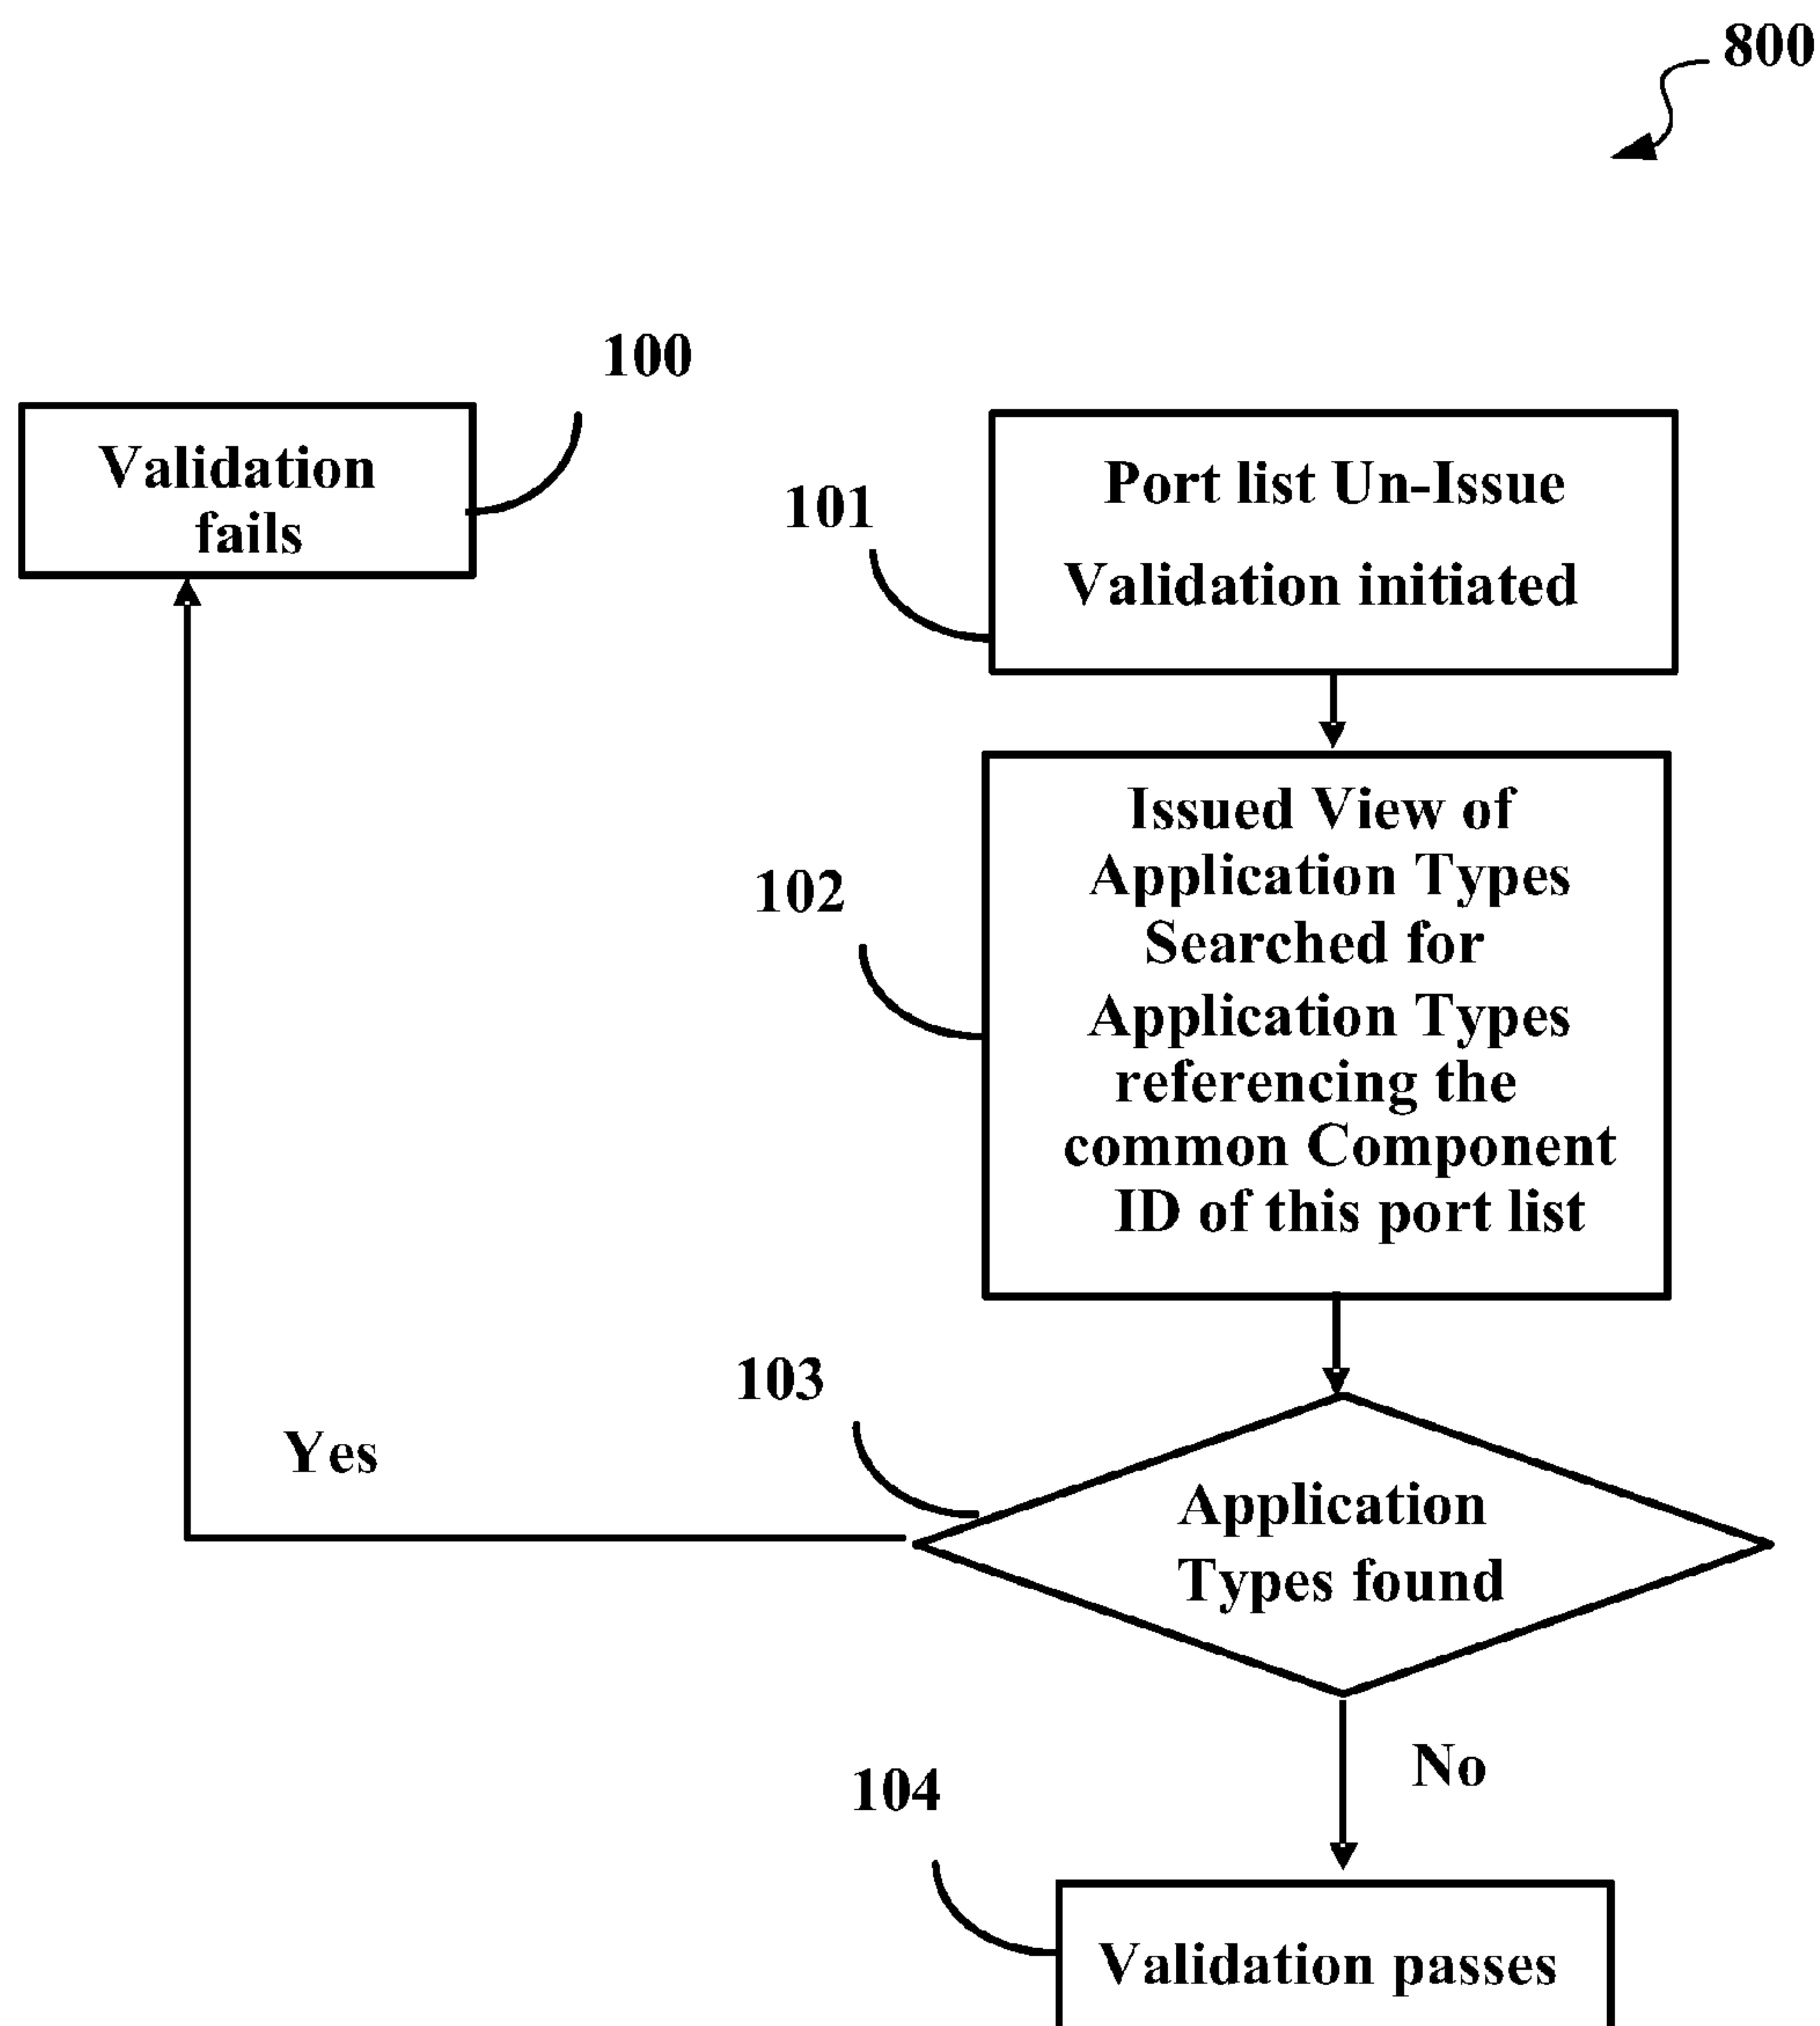 800
100
Validation
fails
101
Port list Un-Issue
Validation initiated
102
Issued View of
Application Types
Searched for
Application Types
referencing the
common Component
ID of this port list
103
Yes
Application
Types found
No
104
Validation passes